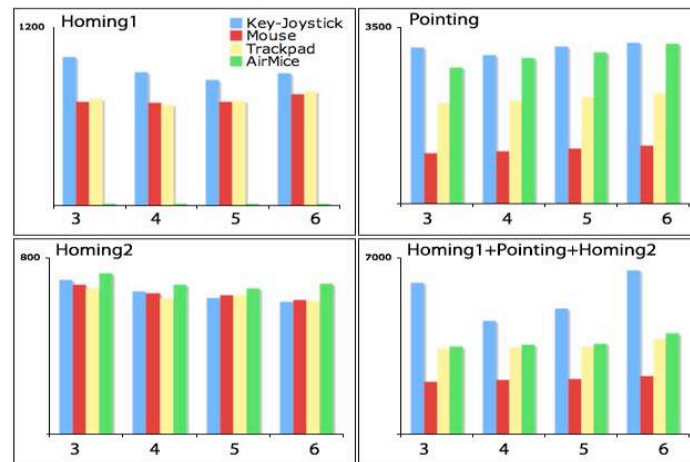 Homing1
1200
Key-Joystick
Mouse
Trackpad
AirMice
3 4 5 6
Pointing
3500
3 4 5 6
Homing2
800
3 4 5 6
Homing1+Pointing+Homing2
7000
3 4 5 6